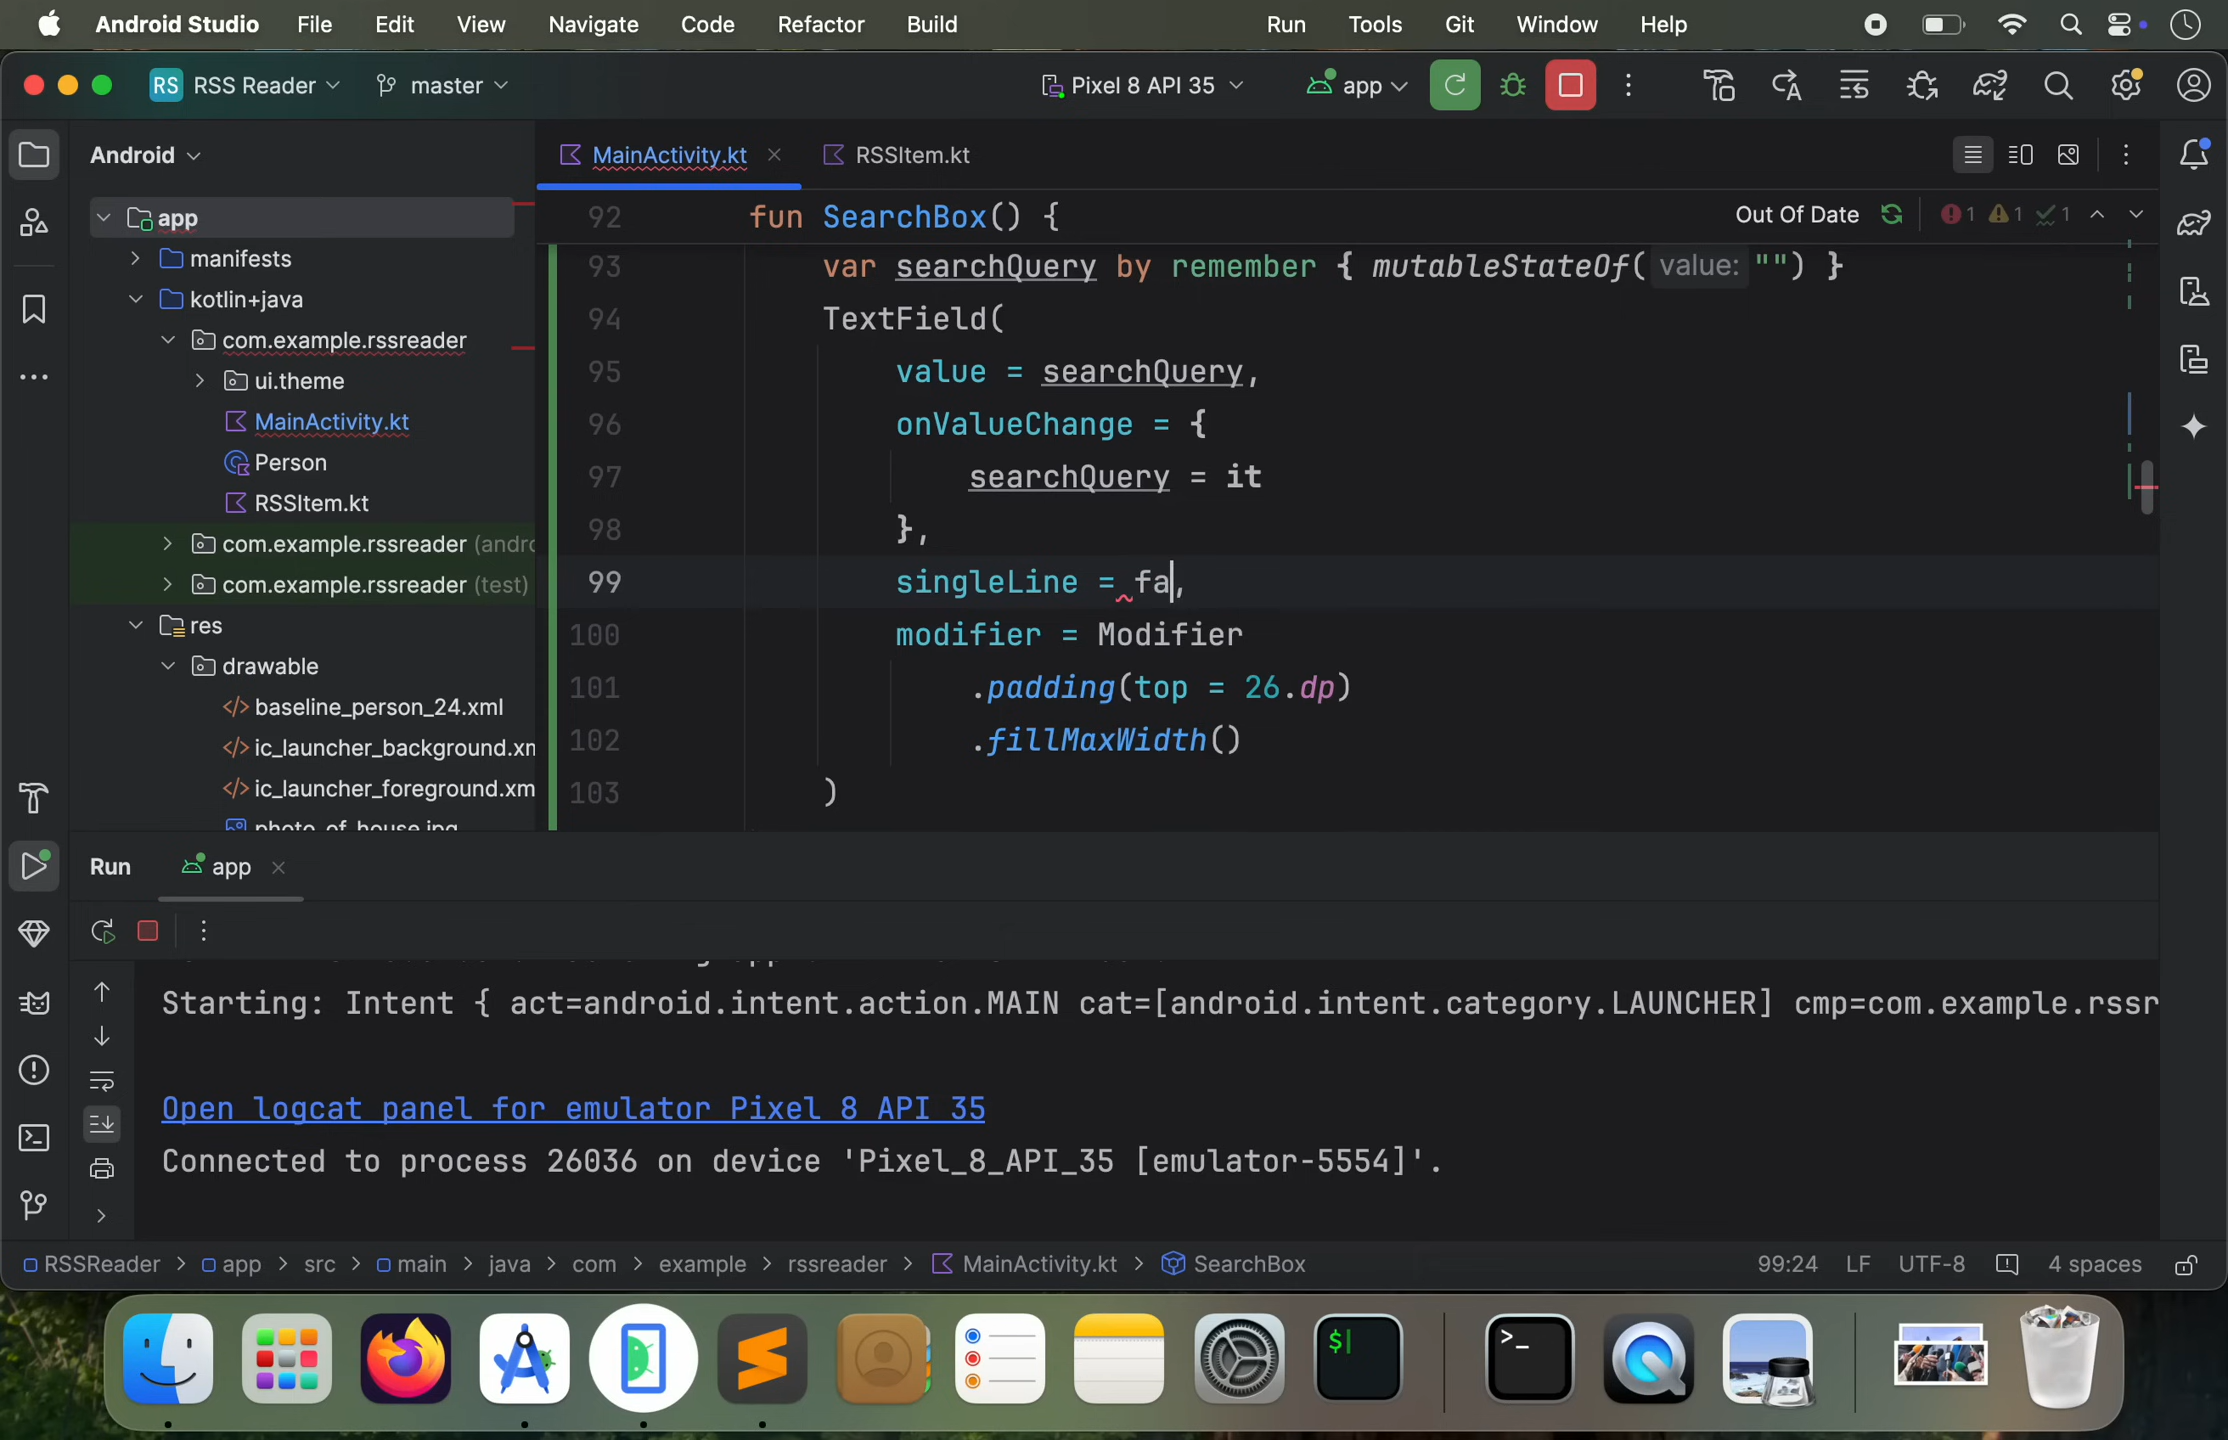 Android Studio File Edit View Navigate Code Refactor Build Run Tools Git Window Help
RS RSS Reader master Pixel 8 API 35 app
Android
MainActivity.kt RSSItem.kt
app
manifests
kotlin+java
com.example.rssreader
ui.theme
MainActivity.kt
Person
RSSItem.kt
com.example.rssreader (andro
com.example.rssreader (test)
res
drawable
baseline_person_24.xml
ic_launcher_background.xm
ic_launcher_foreground.xm
photo_of_house.jpg
92 fun SearchBox() {
Out Of Date 1 1 1
93 var searchQuery by remember { mutableStateOf( value: "") }
94 TextField(
95 value = searchQuery,
96 onValueChange = {
97 searchQuery = it
98 },
99 singleLine = fa,
100 modifier = Modifier
101 .padding(top = 26.dp)
102 .fillMaxWidth()
103 )
Run app
Starting: Intent { act=android.intent.action.MAIN cat=[android.intent.category.LAUNCHER] cmp=com.example.rssr
Open logcat panel for emulator Pixel 8 API 35
Connected to process 26036 on device 'Pixel_8_API_35 [emulator-5554]'.
RSSReader > app > src > main > java > com > example > rssreader > MainActivity.kt > SearchBox
99:24 LF UTF-8 4 spaces
$
>_